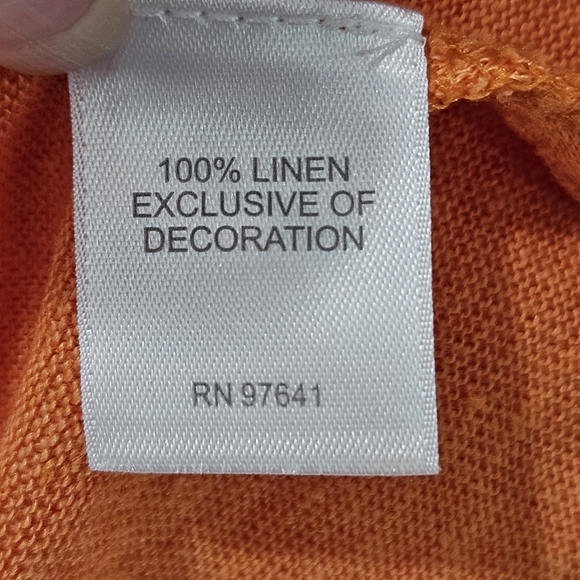 100% LINEN
EXCLUSIVE OF
DECORATION
RN 97641